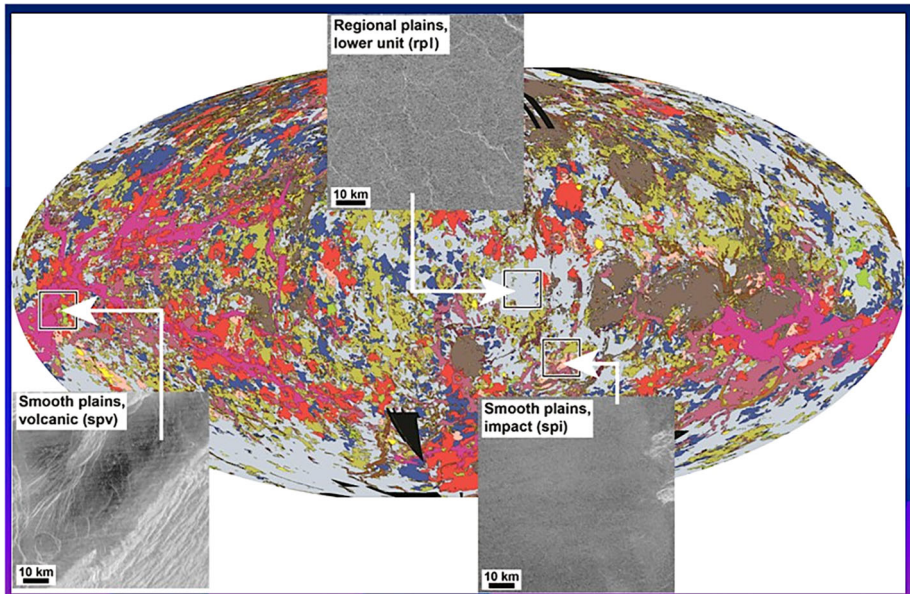 Regional plains,
lower unit (rpl)
10 km
Smooth plains,
volcanic (spv)
10 km
Smooth plains,
impact (spi)
10 km